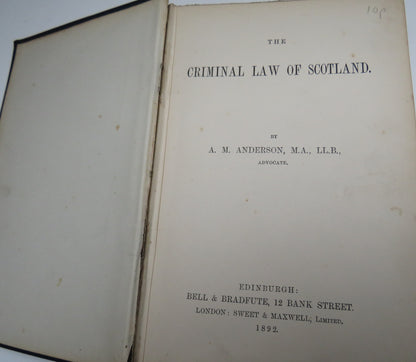 10p
THE
CRIMINAL LAW OF SCOTLAND.
BY
A. M. ANDERSON, M.A., LL.B.,
ADVOCATE.
EDINBURGH:
BELL & BRADFUTE, 12 BANK STREET.
LONDON: SWEET & MAXWELL, LIMITED,
1892.